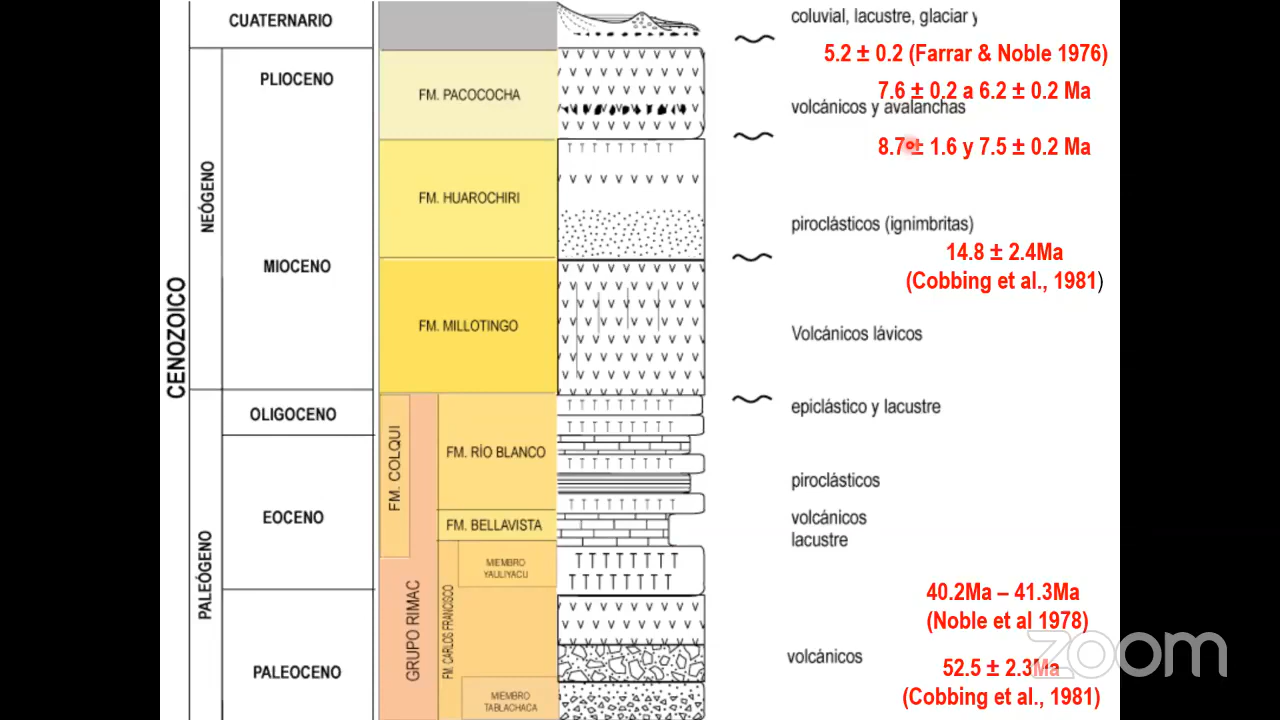 CUATERNARIO
coluvial, lacustre, glaciar y
5.2 ± 0.2 (Farrar & Noble 1976)
PLIOCENO
FM. PACOCOCHA
7.6 ± 0.2 a 6.2 ± 0.2 Ma
volcánicos y avalanchas
8.7 ± 1.6 y 7.5 ± 0.2 Ma
NEÓGENO
FM. HUAROCHIRI
piroclásticos (ignimbritas)
14.8 ± 2.4Ma
(Cobbing et al., 1981)
MIOCENO
CENOZOICO
FM. MILLOTINGO
Volcánicos lávicos
OLIGOCENO
epiclástico y lacustre
FM. COLQUI
FM. RÍO BLANCO
piroclásticos
EOCENO
FM. BELLAVISTA
volcánicos
lacustre
PALEÓGENO
MIEMBRO
YAULIYACU
GRUPO RIMAC
FM. CARLOS FRANCISCO
40.2Ma – 41.3Ma
(Noble et al 1978)
PALEOCENO
volcánicos
52.5 ± 2.3Ma
(Cobbing et al., 1981)
MIEMBRO
TABLACHACA
zoom